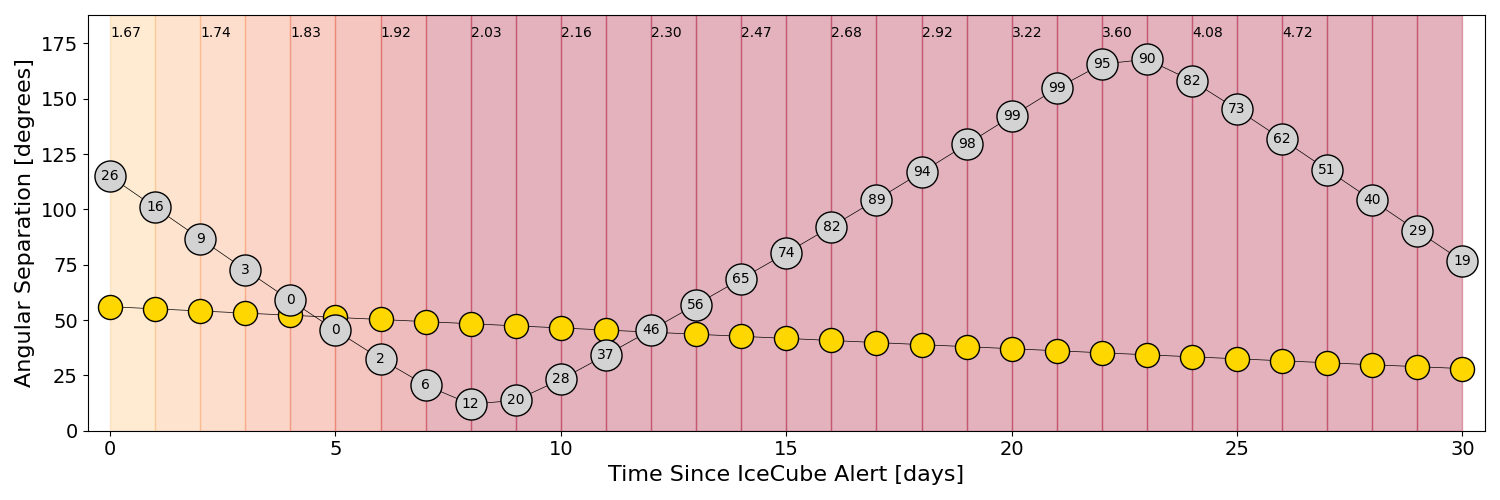 1.67 1.74 1.83 1.92 2.03 2.16 2.30 2.47 2.68 2.92 3.22 3.60 4.08 4.72
Angular Separation [degrees]
175
150
125
100
75
50
25
0
26 16 9 3 0 0 2 6 12 20 28 37 46 56 65 74 82 89 94 98 99 99 95 90 82 73 62 51 40 29 19
0 5 10 15 20 25 30
Time Since IceCube Alert [days]